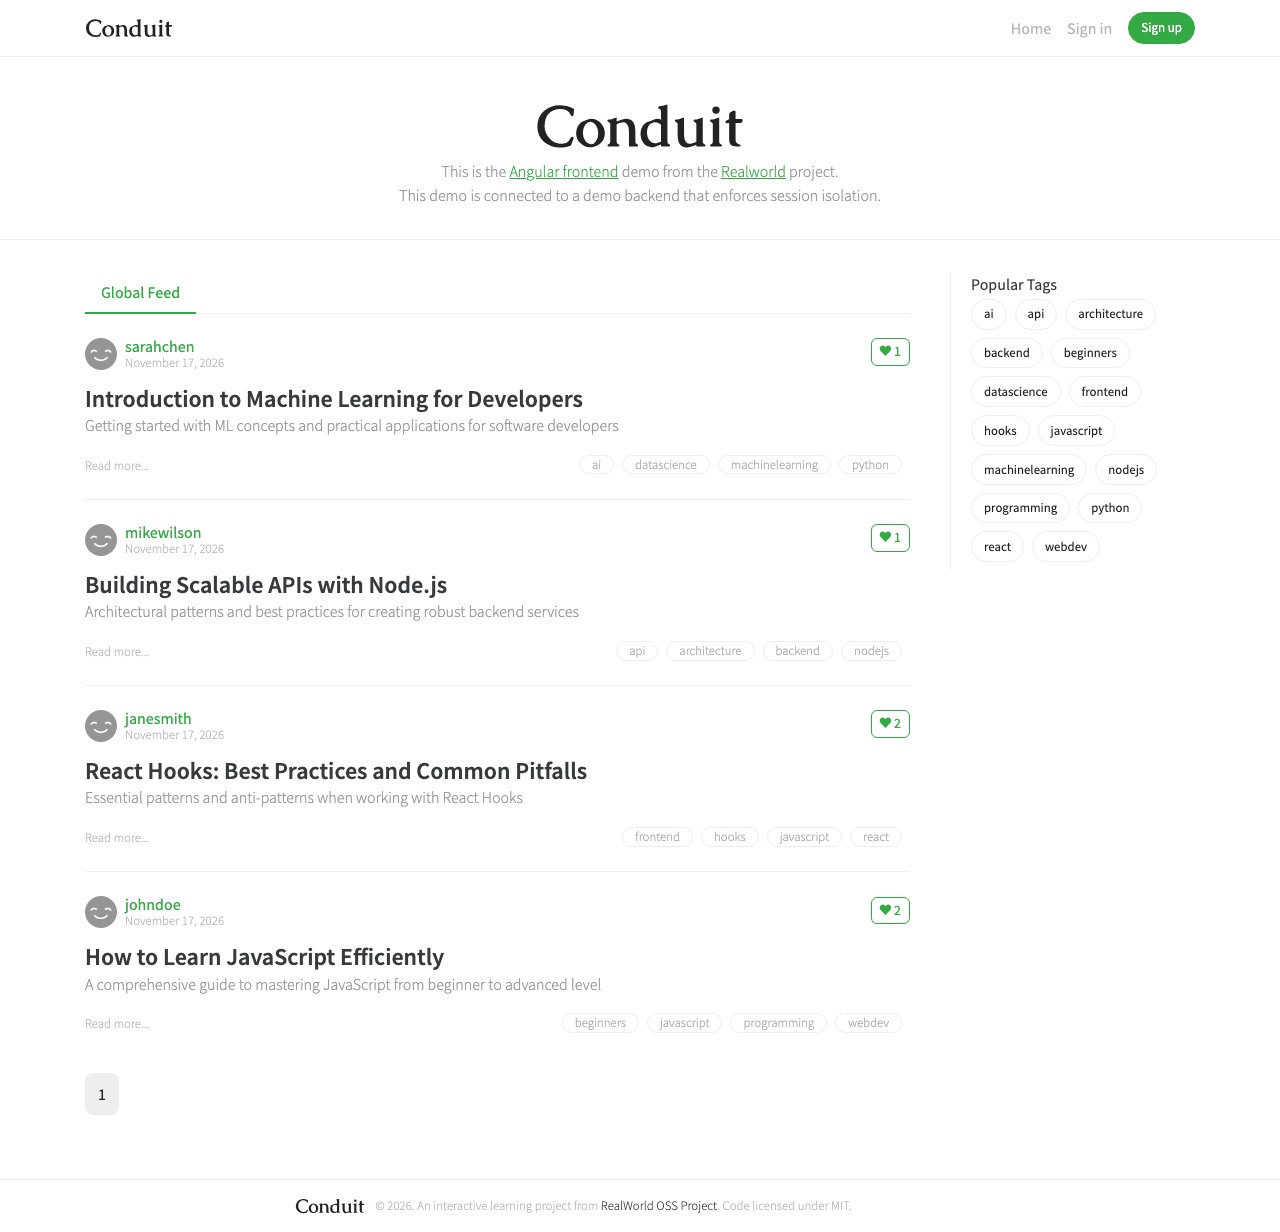 Conduit
Home Sign in Sign up
Conduit
This is the Angular frontend demo from the Realworld project.
This demo is connected to a demo backend that enforces session isolation.
Global Feed
sarahchen
November 17, 2026
1
Introduction to Machine Learning for Developers
Getting started with ML concepts and practical applications for software developers
Read more...
ai datascience machinelearning python
mikewilson
November 17, 2026
1
Building Scalable APIs with Node.js
Architectural patterns and best practices for creating robust backend services
Read more...
api architecture backend nodejs
janesmith
November 17, 2026
2
React Hooks: Best Practices and Common Pitfalls
Essential patterns and anti-patterns when working with React Hooks
Read more...
frontend hooks javascript react
johndoe
November 17, 2026
2
How to Learn JavaScript Efficiently
A comprehensive guide to mastering JavaScript from beginner to advanced level
Read more...
beginners javascript programming webdev
1
Popular Tags
ai api architecture
backend beginners
datascience frontend
hooks javascript
machinelearning nodejs
programming python
react webdev
Conduit © 2026. An interactive learning project from RealWorld OSS Project. Code licensed under MIT.